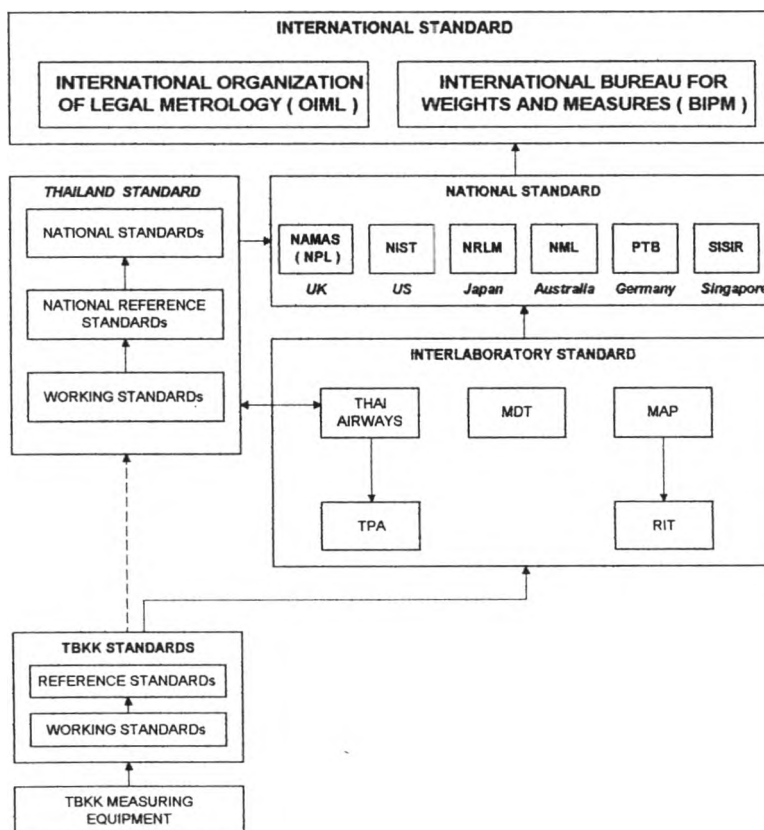 INTERNATIONAL STANDARD
INTERNATIONAL ORGANIZATION
OF LEGAL METROLOGY ( OIML )
INTERNATIONAL BUREAU FOR
WEIGHTS AND MEASURES ( BIPM )
THAILAND STANDARD
NATIONAL STANDARDs
NATIONAL REFERENCE
STANDARDs
WORKING STANDARDs
NATIONAL STANDARD
NAMAS
( NPL )
NIST
NRLM
NML
PTB
SISIR
UK
US
Japan
Australia
Germany
Singapore
INTERLABORATORY STANDARD
THAI
AIRWAYS
MDT
MAP
TPA
RIT
TBKK STANDARDS
REFERENCE STANDARDs
WORKING STANDARDs
TBKK MEASURING
EQUIPMENT